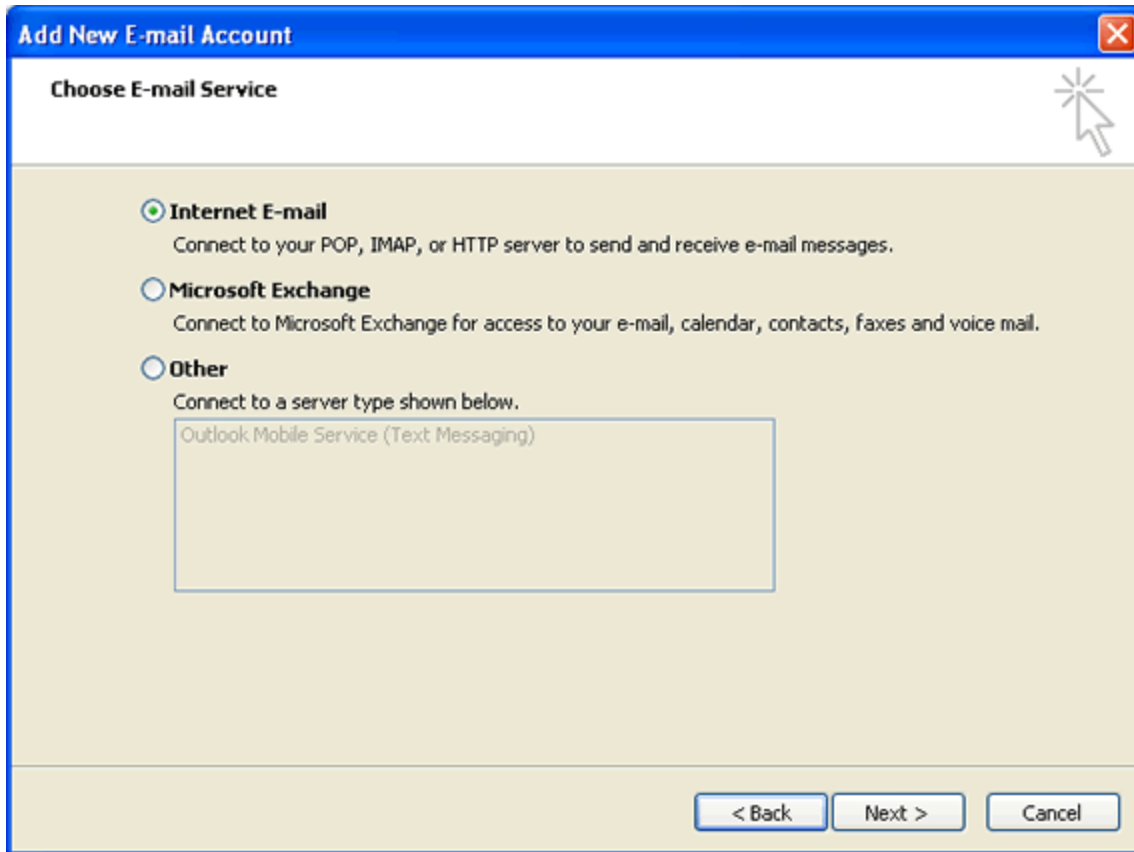 Add New E-mail Account
Choose E-mail Service
Internet E-mail
Connect to your POP, IMAP, or HTTP server to send and receive e-mail messages.
Microsoft Exchange
Connect to Microsoft Exchange for access to your e-mail, calendar, contacts, faxes and voice mail.
Other
Connect to a server type shown below.
Outlook Mobile Service (Text Messaging)
< Back Next > Cancel